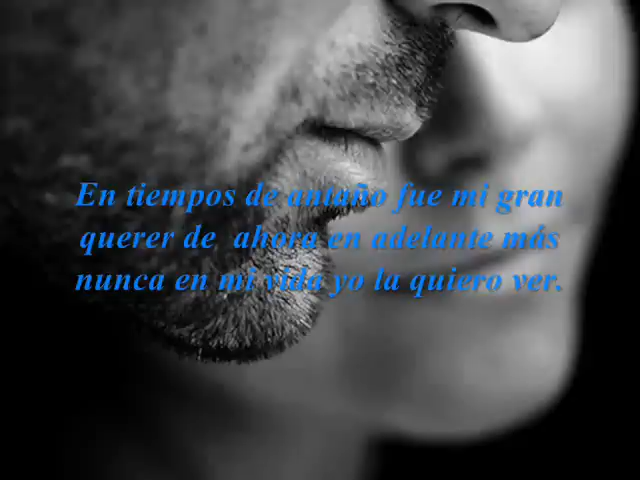 En tiempos de antaño fue mi gran
querer de  ahora en adelante más
nunca en mi vida yo la quiero ver.